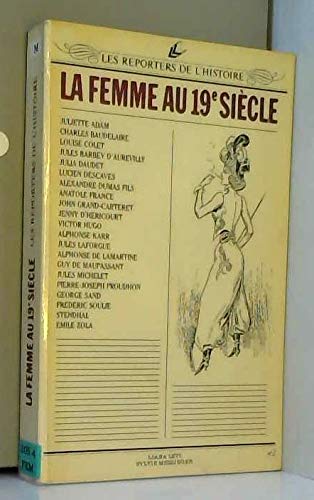 LL
LES REPORTERS DE L'HISTOIRE
LA FEMME AU 19e SIÈCLE
JULIETTE ADAM
CHARLES BAUDELAIRE
LOUISE COLET
JULES BARBEY D'AUREVILLY
JULIA DAUDET
LUCIEN DESCAVES
ALEXANDRE DUMAS FILS
ANATOLE FRANCE
JOHN GRAND-CARTERET
JENNY D'HÉRICOURT
VICTOR HUGO
ALPHONSE KARR
JULES LAFORGUE
ALPHONSE DE LAMARTINE
GUY DE MAUPASSANT
JULES MICHELET
PIERRE-JOSEPH PROUDHON
GEORGE SAND
FRÉDÉRIC SOULIÉ
STENDHAL
EMILE ZOLA
LA FEMME AU 19e SIÈCLE LES REPORTERS DE L'HISTOIRE
FEM